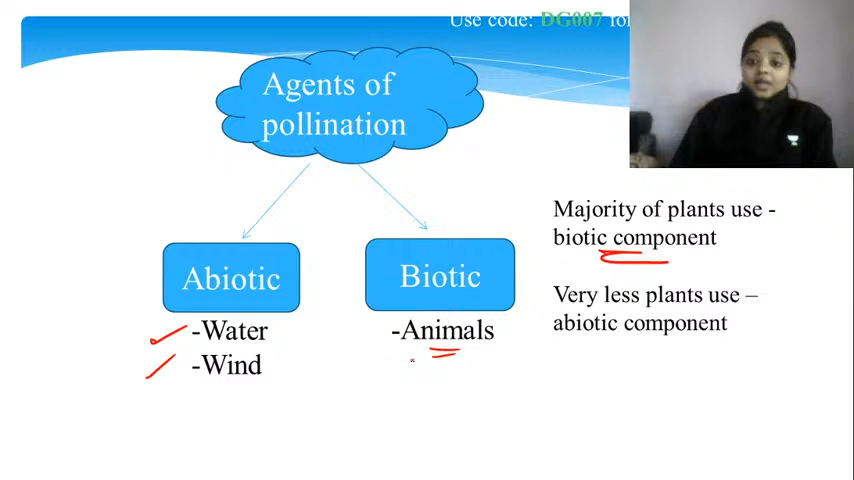 Use code: DG007 for
Agents of
pollination
Majority of plants use -
biotic component
Abiotic
Biotic
Very less plants use –
abiotic component
-Water
-Animals
-Wind